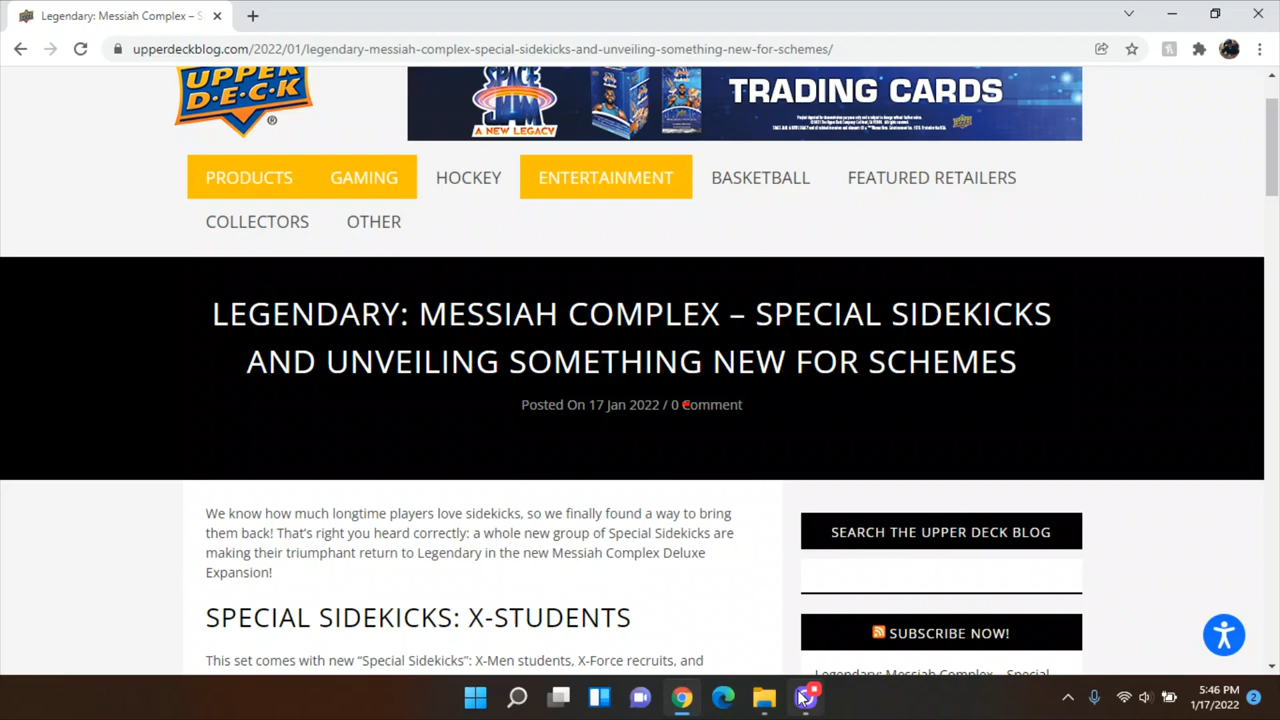 Legendary: Messiah Complex – S
upperdeckblog.com/2022/01/legendary-messiah-complex-special-sidekicks-and-unveiling-something-new-for-schemes/
UPPER
D·E·C·K
®
SPACE
JAM
A NEW LEGACY
TRADING CARDS
PRODUCTS GAMING HOCKEY ENTERTAINMENT BASKETBALL FEATURED RETAILERS
COLLECTORS OTHER
LEGENDARY: MESSIAH COMPLEX – SPECIAL SIDEKICKS
AND UNVEILING SOMETHING NEW FOR SCHEMES
Posted On 17 Jan 2022 / 0 Comment
We know how much longtime players love sidekicks, so we finally found a way to bring
them back! That's right you heard correctly: a whole new group of Special Sidekicks are
making their triumphant return to Legendary in the new Messiah Complex Deluxe
Expansion!
SPECIAL SIDEKICKS: X-STUDENTS
This set comes with new “Special Sidekicks”: X-Men students, X-Force recruits, and
SEARCH THE UPPER DECK BLOG
SUBSCRIBE NOW!
Legendary: Messiah Complex – Special
5:46 PM
1/17/2022
2